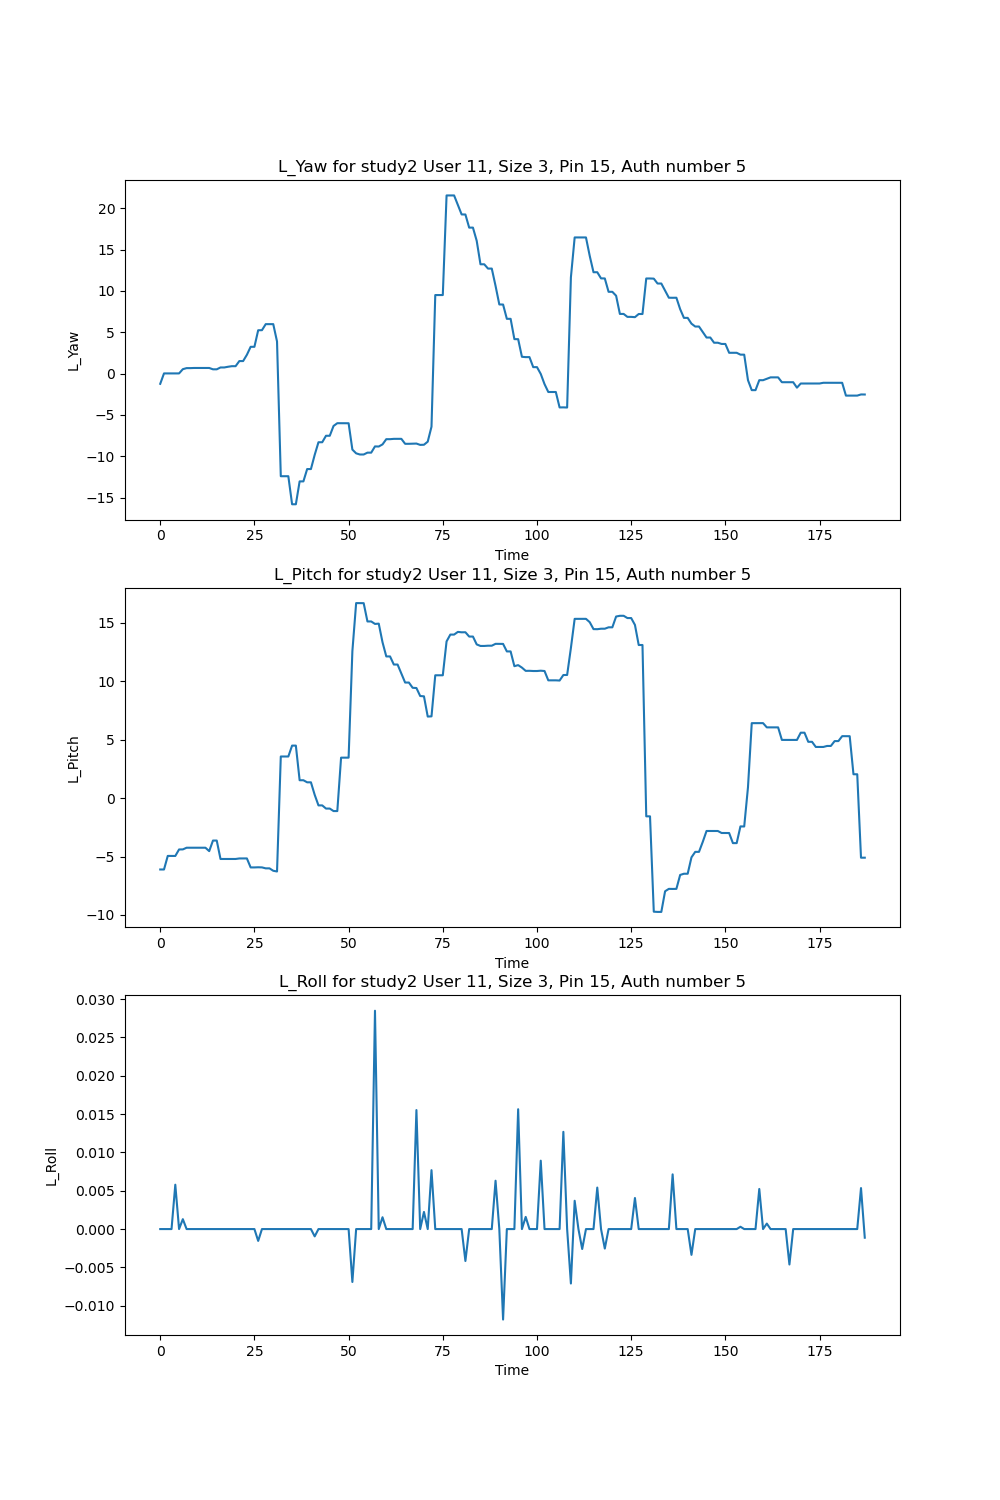 L_Yaw for study2 User 11, Size 3, Pin 15, Auth number 5
20
15
10
5
0
−5
−10
−15
L_Yaw
0 25 50 75 100 125 150 175
Time
L_Pitch for study2 User 11, Size 3, Pin 15, Auth number 5
15
10
5
0
−5
−10
L_Pitch
0 25 50 75 100 125 150 175
Time
L_Roll for study2 User 11, Size 3, Pin 15, Auth number 5
0.030
0.025
0.020
0.015
0.010
0.005
0.000
−0.005
−0.010
L_Roll
0 25 50 75 100 125 150 175
Time